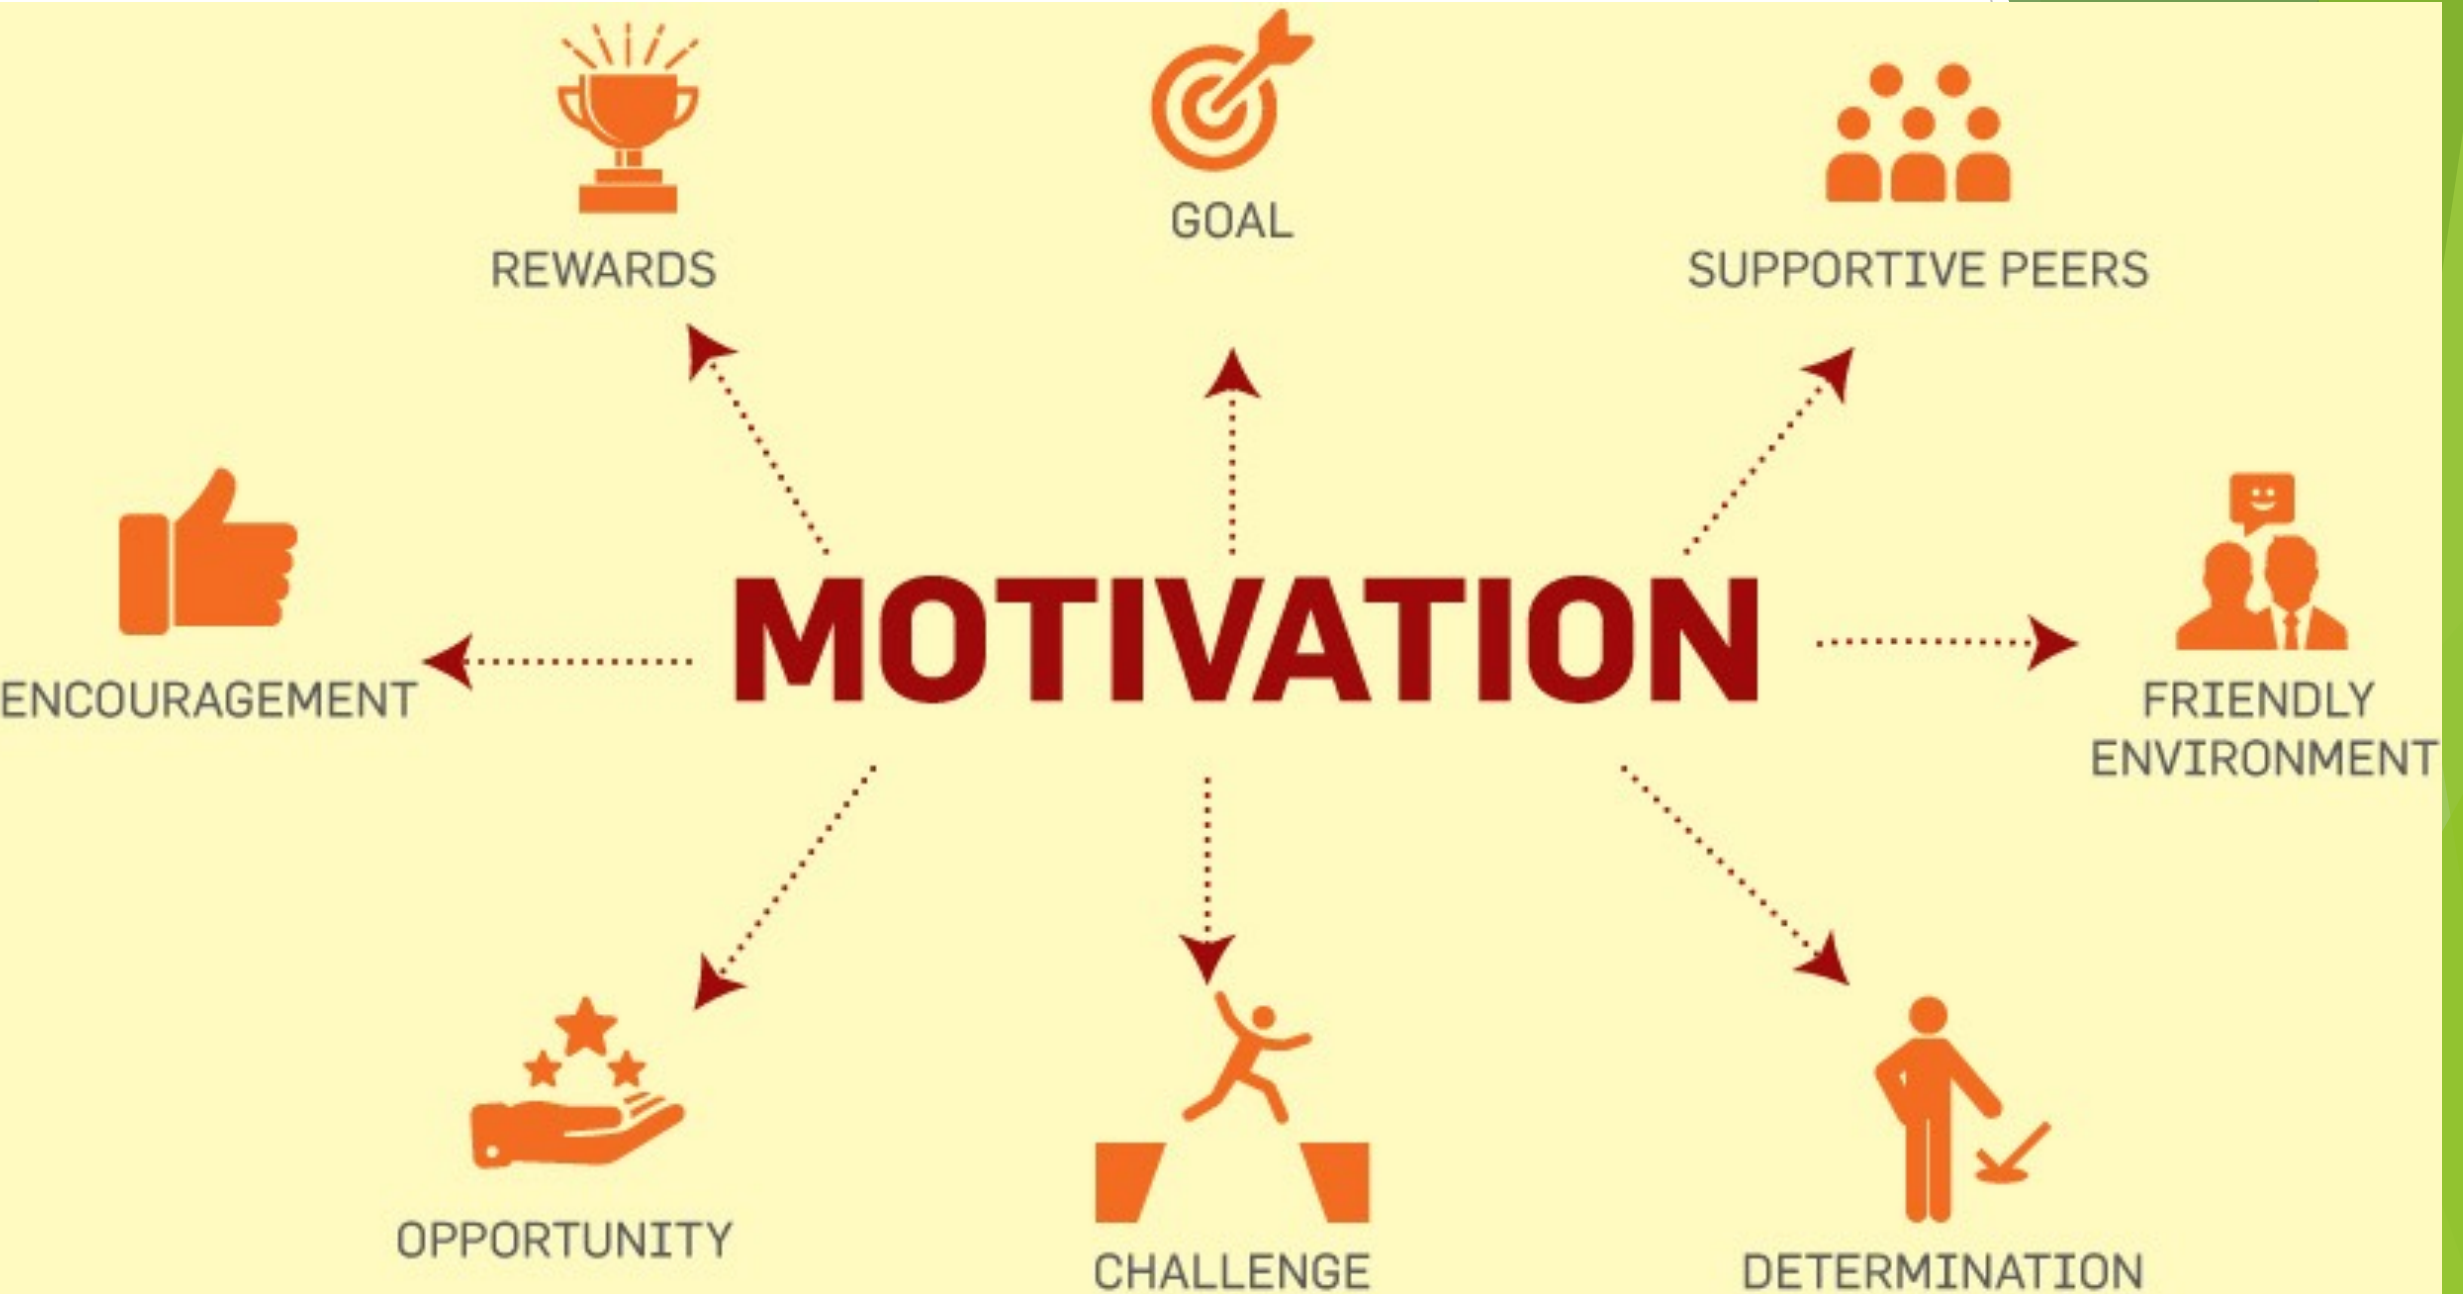 GOAL
REWARDS
SUPPORTIVE PEERS
MOTIVATION
ENCOURAGEMENT
FRIENDLY
ENVIRONMENT
OPPORTUNITY
CHALLENGE
DETERMINATION